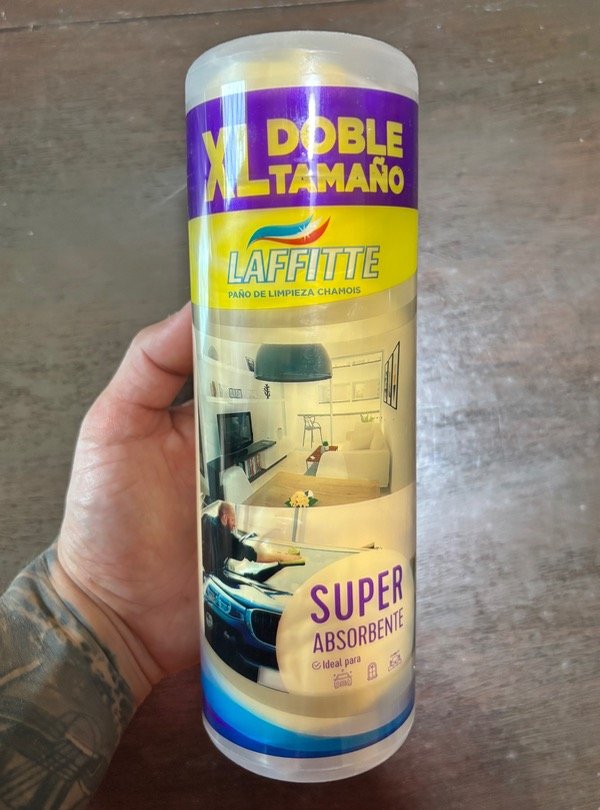 XL DOBLE
TAMAÑO
LAFFITTE
PAÑO DE LIMPIEZA CHAMOIS
SUPER
ABSORBENTE
Ideal para